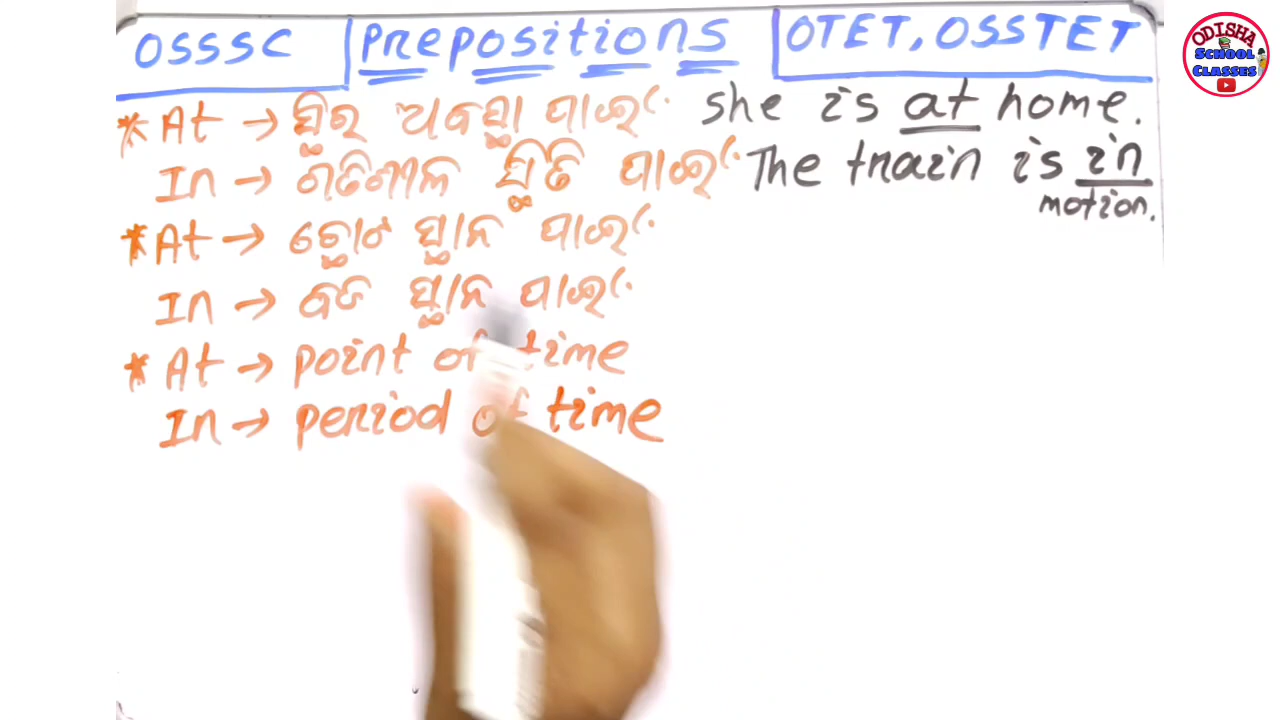 OSSSC
Prepositions
OTET, OSSTET
ODISHA
SCHOOL
CLASSES
* At → ସ୍ଥିର ଅବସ୍ଥା ପାଇଁ
She is at home.
In → ଗତିଶୀଳ ସ୍ଥିତି ପାଇଁ
The train is in
motion.
* At → ଛୋଟ ସ୍ଥାନ ପାଇଁ
In → ବଡ ସ୍ଥାନ ପାଇଁ
* At → point of time
In → period of time